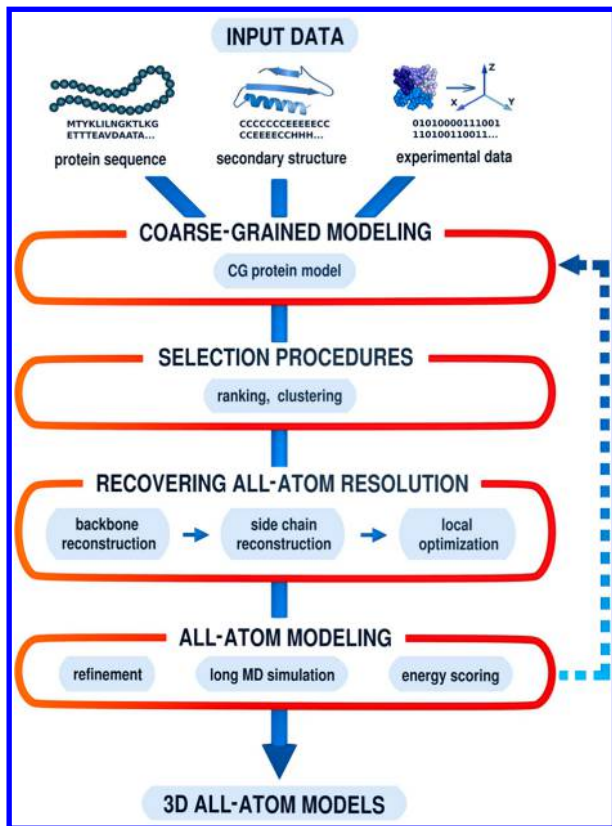 INPUT DATA
MTYKLILNGKTLKG
ETTTEAVDAATA...
protein sequence
CCCCCCCEEEEECC
CCEEEECCHHH...
secondary structure
Z
X
Y
01010000111001
110100110011...
experimental data
COARSE-GRAINED MODELING
CG protein model
SELECTION PROCEDURES
ranking, clustering
RECOVERING ALL-ATOM RESOLUTION
backbone
reconstruction
side chain
reconstruction
local
optimization
ALL-ATOM MODELING
refinement
long MD simulation
energy scoring
3D ALL-ATOM MODELS